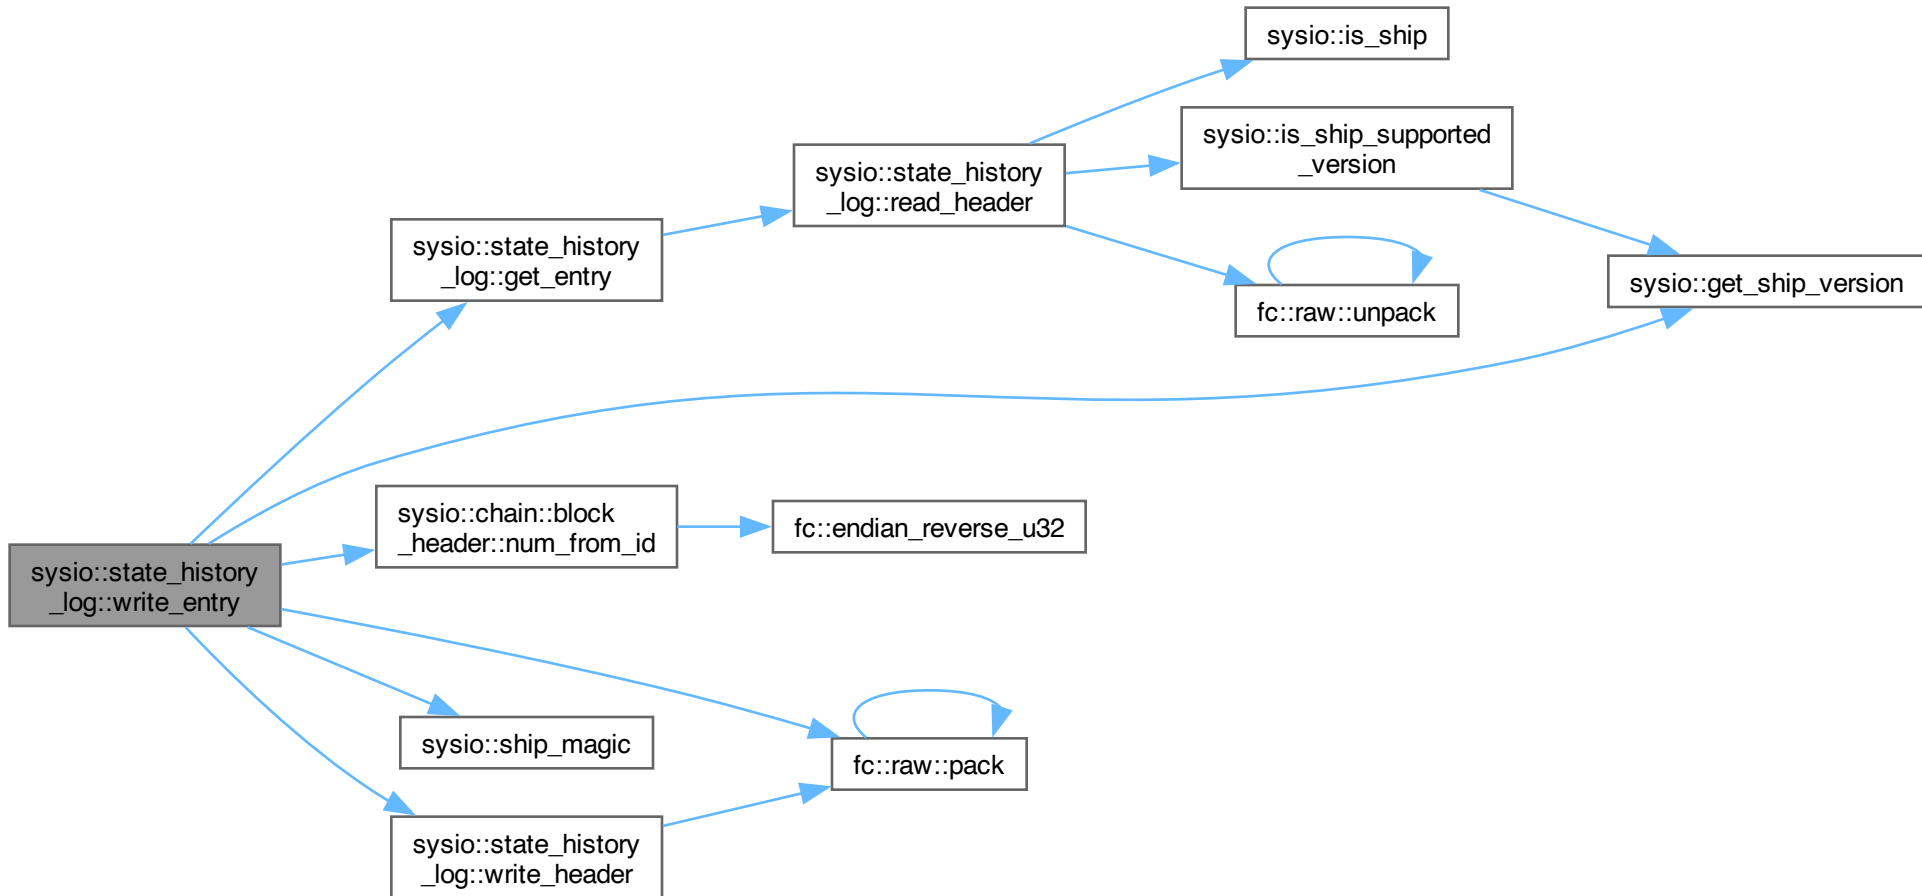 sysio::is_ship
sysio::is_ship_supported
_version
sysio::state_history
_log::read_header
sysio::state_history
_log::get_entry
sysio::get_ship_version
fc::raw::unpack
sysio::chain::block
_header::num_from_id
fc::endian_reverse_u32
sysio::state_history
_log::write_entry
sysio::ship_magic
fc::raw::pack
sysio::state_history
_log::write_header